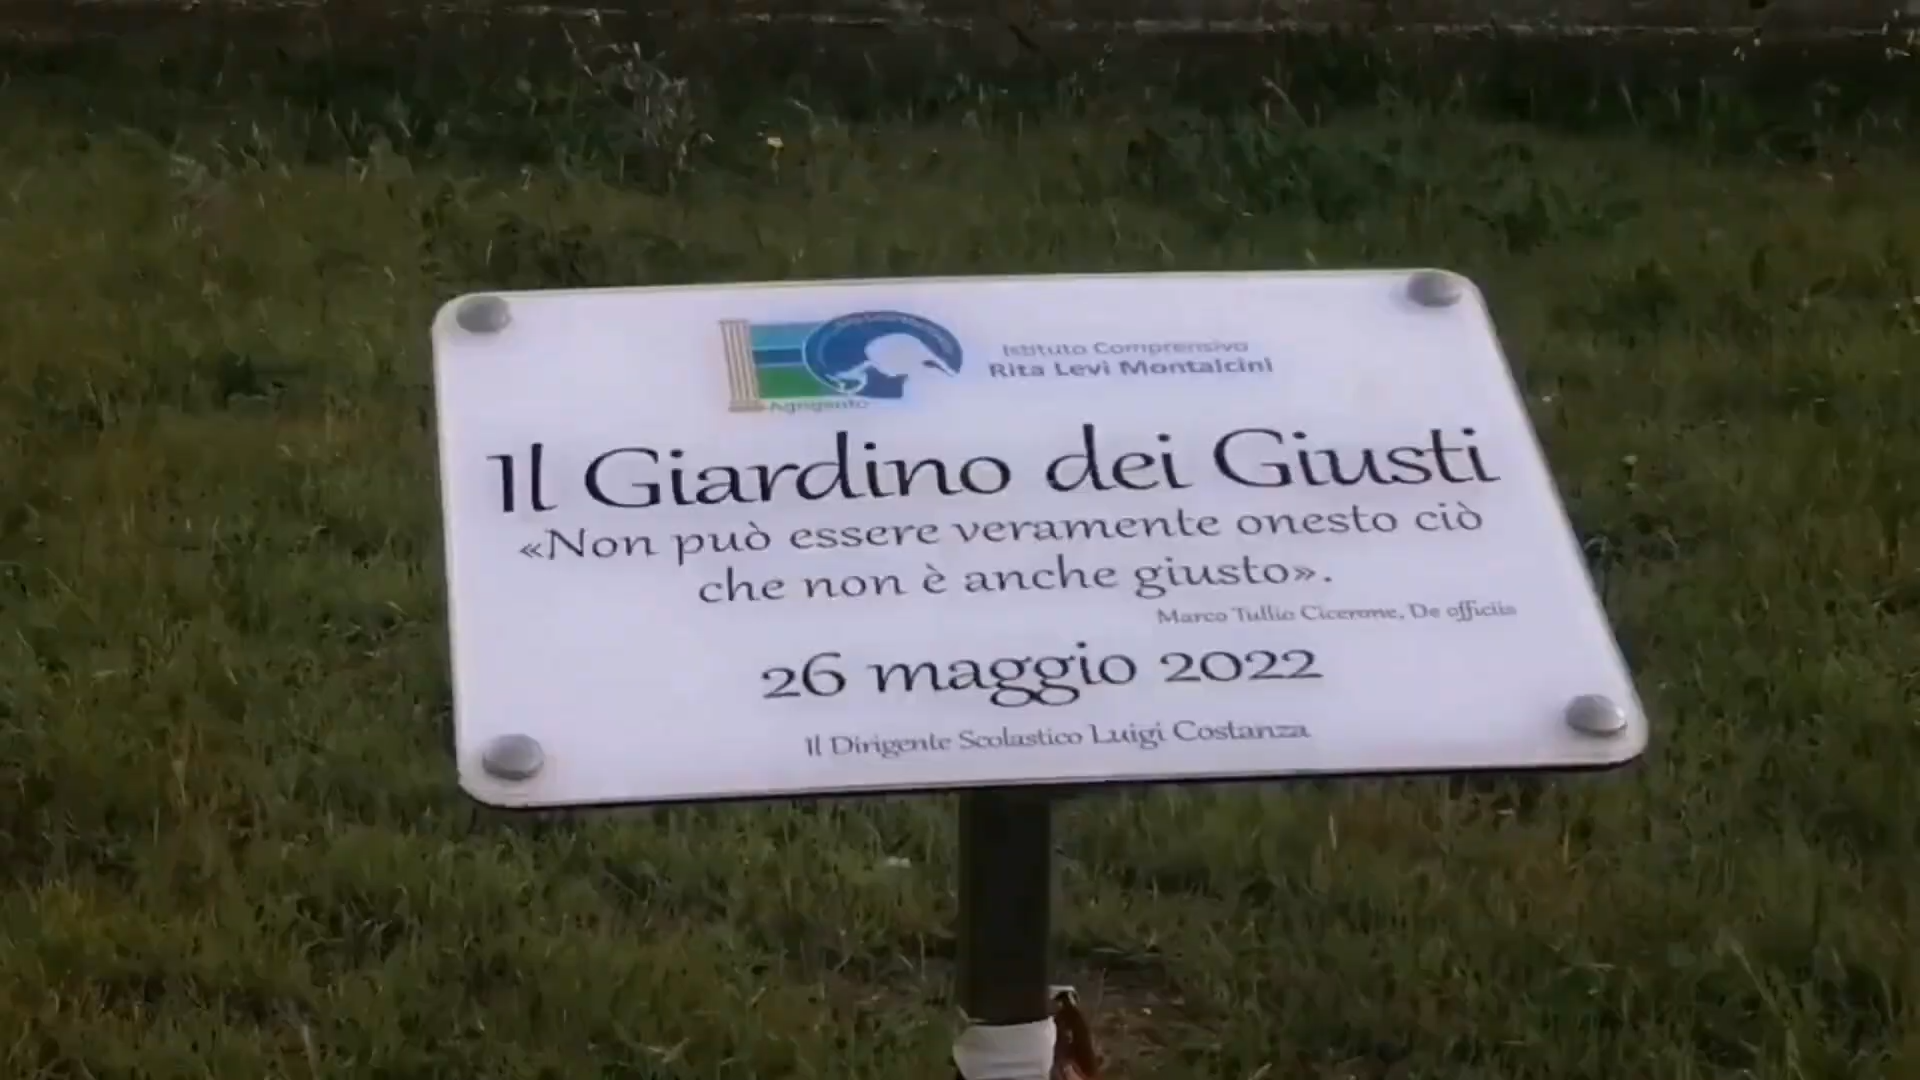 Istituto Comprensivo
Rita Levi Montalcini
Agrigento
Il Giardino dei Giusti
«Non può essere veramente onesto ciò
che non è anche giusto».
Marco Tullio Cicerone, De officiis
26 maggio 2022
Il Dirigente Scolastico Luigi Costanza